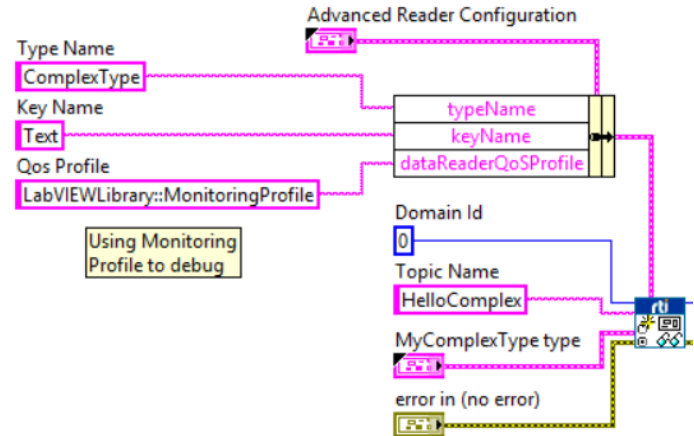 Advanced Reader Configuration
Type Name
ComplexType
Key Name
Text
Qos Profile
LabVIEWLibrary::MonitoringProfile
typeName
keyName
dataReaderQoSProfile
Using Monitoring
Profile to debug
Domain Id
0
Topic Name
HelloComplex
rti
MyComplexType type
error in (no error)